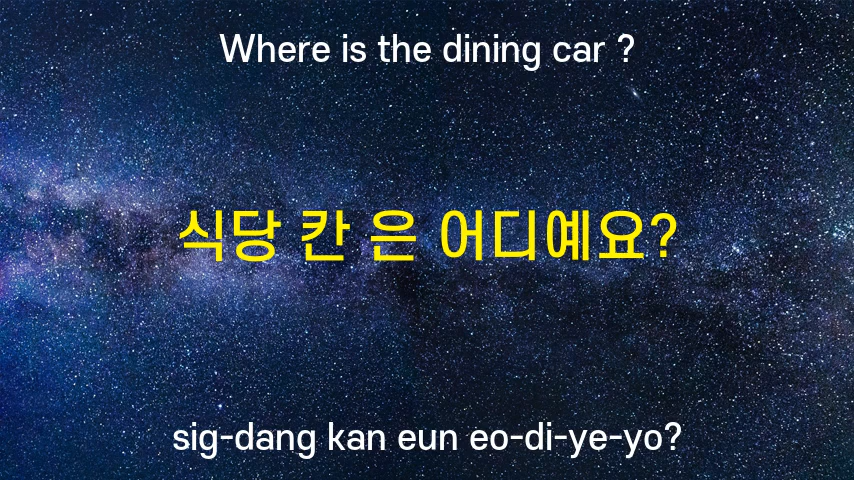 Where is the dining car ?
식당 칸 은 어디예요?
sig-dang kan eun eo-di-ye-yo?